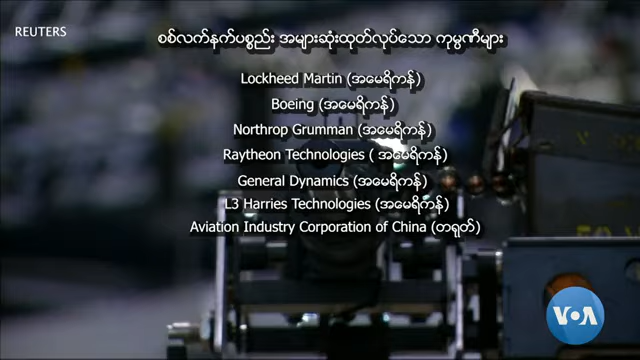 REUTERS
စစ်လက်နက်ပစ္စည်း အများဆုံးထုတ်လုပ်သော ကုမ္ပဏီများ
Lockheed Martin (အမေရိကန်)
Boeing (အမေရိကန်)
Northrop Grumman (အမေရိကန်)
Raytheon Technologies ( အမေရိကန်)
General Dynamics (အမေရိကန်)
L3 Harries Technologies (အမေရိကန်)
Aviation Industry Corporation of China (တရုတ်)
VOA